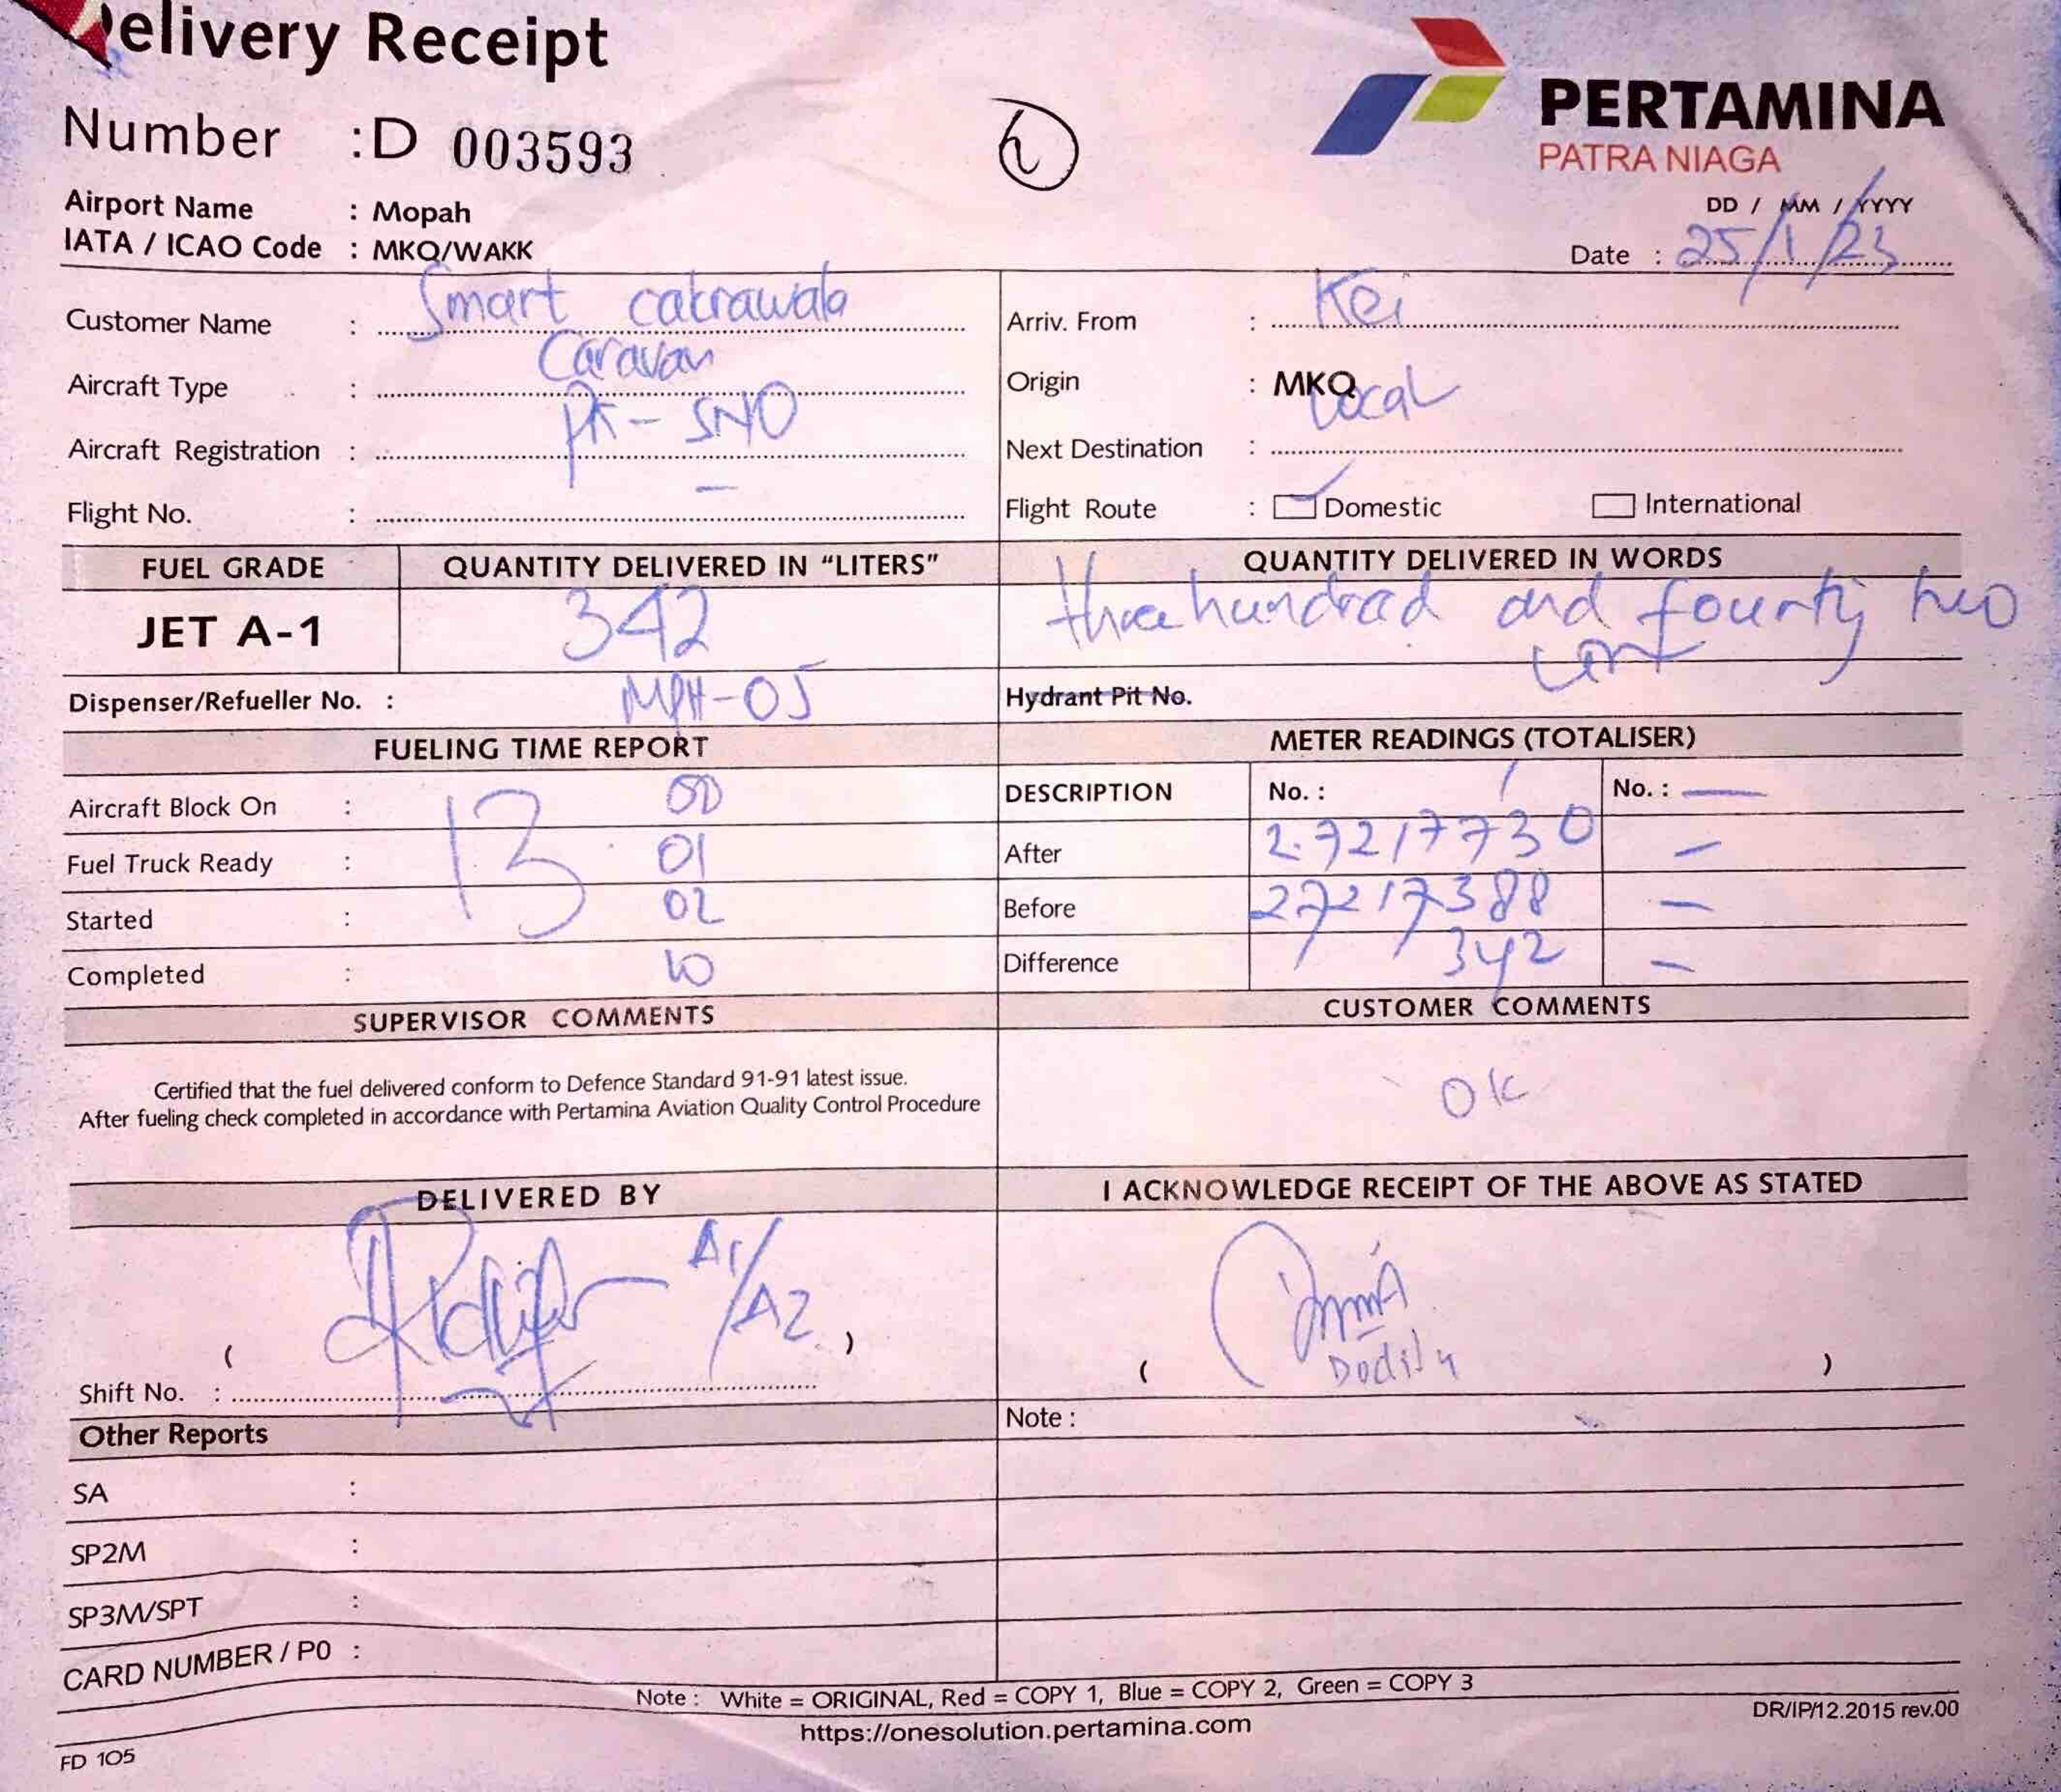 elivery Receipt
Number : D 003593
PERTAMINA
PATRA NIAGA
Airport Name : Mopah
IATA / ICAO Code : MKQ/WAKK
DD / MM / YYYY
Date : 25/1/23
Customer Name : Smart cakrawala
Aircraft Type : Caravan
Aircraft Registration : PK - SNO
Flight No. : -
Arriv. From : Kei
Origin : MKQ
Next Destination : Local
Flight Route : Domestic International
FUEL GRADE QUANTITY DELIVERED IN "LITERS" QUANTITY DELIVERED IN WORDS
JET A-1 342 three hundred and fourty two
Dispenser/Refueller No. : MPH-05 Hydrant Pit No.
FUELING TIME REPORT
Aircraft Block On : 00
Fuel Truck Ready : 13 01
Started : 02
Completed : 10
METER READINGS (TOTALISER)
DESCRIPTION No. : / No. : —
After 2.7217730 -
Before 27217388 -
Difference 342 -
SUPERVISOR COMMENTS
Certified that the fuel delivered conform to Defence Standard 91-91 latest issue.
After fueling check completed in accordance with Pertamina Aviation Quality Control Procedure
CUSTOMER COMMENTS
OK
DELIVERED BY
A1/A2
( )
Shift No. :
I ACKNOWLEDGE RECEIPT OF THE ABOVE AS STATED
( )
Other Reports
SA :
SP2M :
SP3M/SPT :
CARD NUMBER / P0 :
Note :
Note : White = ORIGINAL, Red = COPY 1, Blue = COPY 2, Green = COPY 3
https://onesolution.pertamina.com
DR/IP/12.2015 rev.00
FD 105